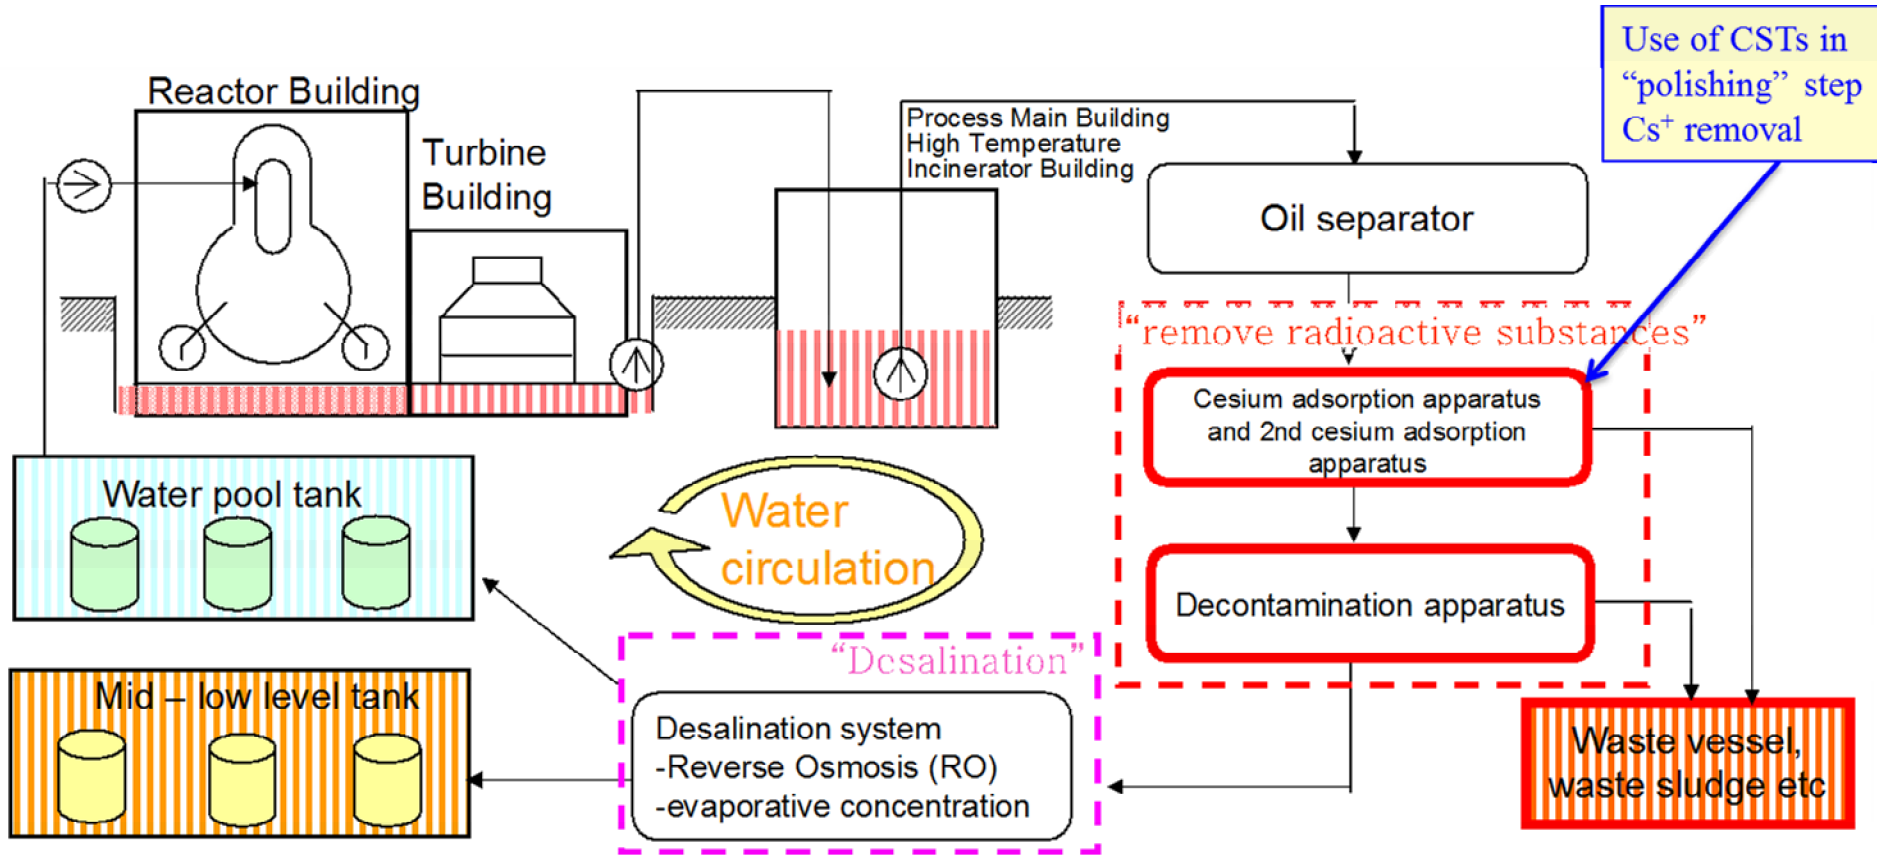 Use of CSTs in
“polishing” step
Cs⁺ removal
Reactor Building
Turbine
Building
Process Main Building
High Temperature
Incinerator Building
Oil separator
“remove radioactive substances”
Cesium adsorption apparatus
and 2nd cesium adsorption
apparatus
Water
circulation
Decontamination apparatus
Water pool tank
“Desalination”
Mid – low level tank
Desalination system
-Reverse Osmosis (RO)
-evaporative concentration
Waste vessel,
waste sludge etc